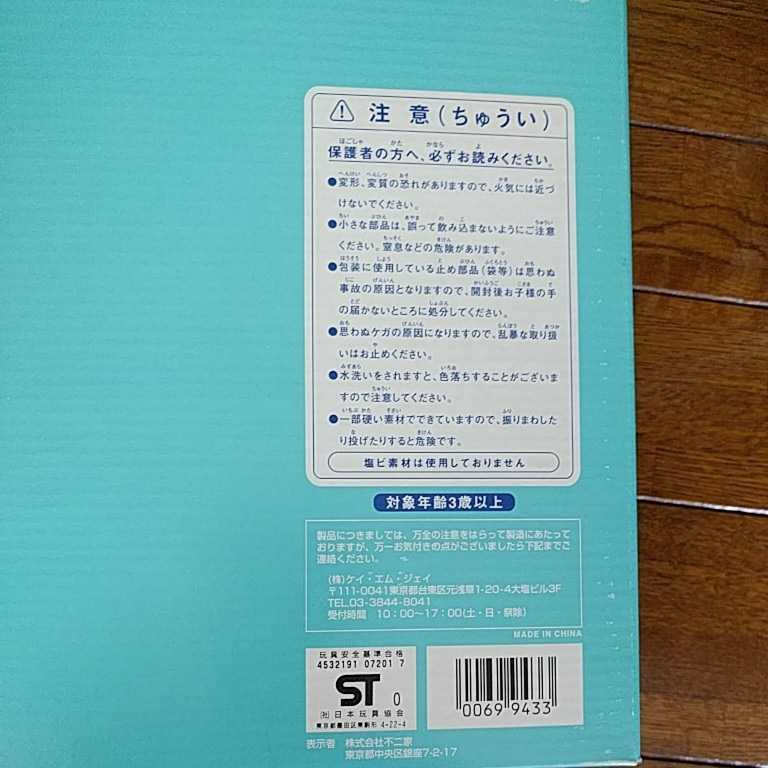 注意(ちゅうい)
保護者の方へ、必ずお読みください。
●変形、変質の恐れがありますので、火気には近づ
けないでください。
●小さな部品は、誤って飲み込まないようにご注意
ください。窒息などの危険があります。
●包装に使用している止め部品(袋等)は思わぬ
事故の原因となりますので、開封後お子様の手
の届かないところに処分してください。
●思わぬケガの原因になりますので、乱暴な取り扱
いはお止めください。
●水洗いをされますと、色落ちすることがございま
すので注意してください。
●一部硬い素材でできていますので、振りまわした
り投げたりすると危険です。
塩ビ素材は使用しておりません
対象年齢3歳以上
製品につきましては、万全の注意をはらって製造にあたって
おりますが、万一お気付きの点がございましたら下記までご
連絡ください。
(株)ケイ・エム・ジェイ
〒111-0041東京都台東区元浅草1-20-4大塩ビル3F
TEL.03-3844-8041
受付時間 10:00〜17:00(土・日・祭除)
MADE IN CHINA
玩具安全基準合格
4532191 07201 7
ST 0
(社)日本玩具協会
東京都墨田区東駒形 4-22-4
0069 9433
表示者 株式会社不二家
東京都中央区銀座7-2-17